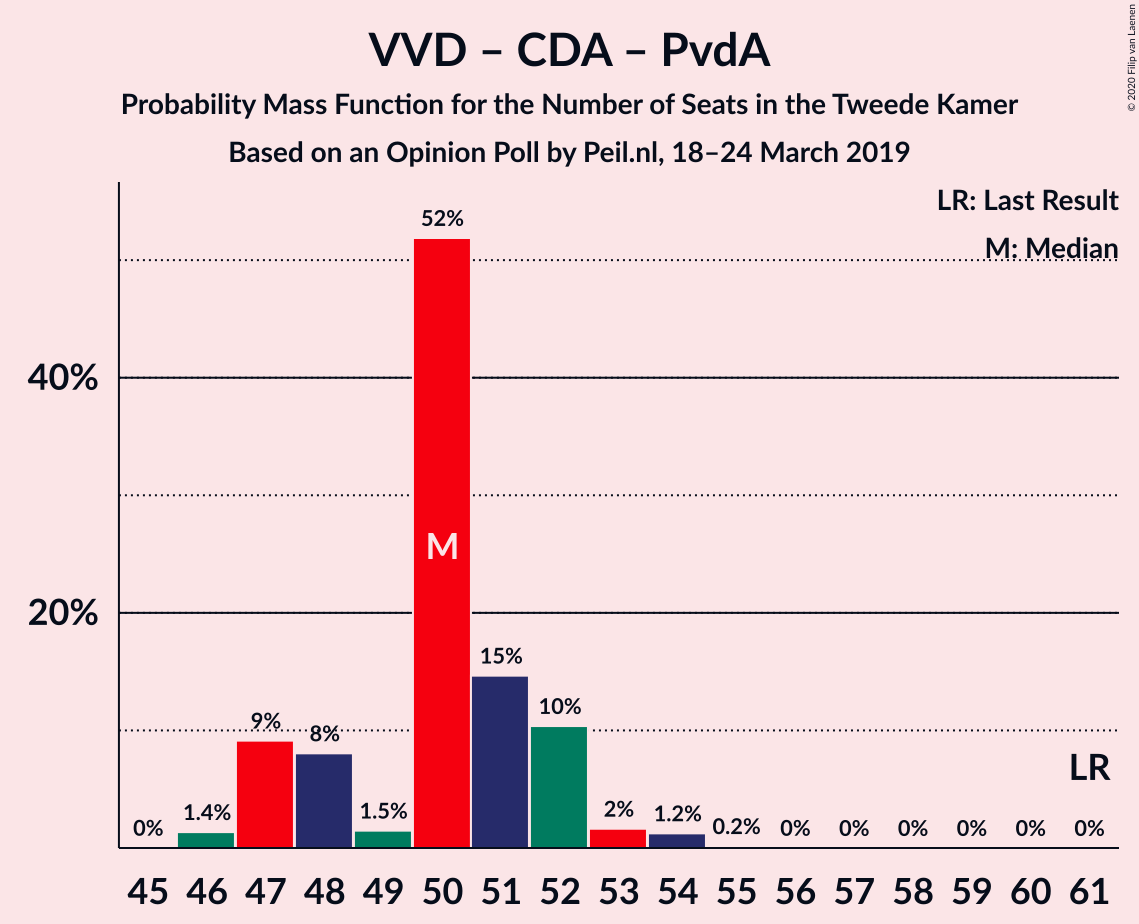 VVD – CDA – PvdA
Probability Mass Function for the Number of Seats in the Tweede Kamer
Based on an Opinion Poll by Peil.nl, 18–24 March 2019
© 2020 Filip van Laenen
LR: Last Result
M: Median
40%
20%
0%
1.4%
9%
8%
1.5%
52%
15%
10%
2%
1.2%
0.2%
0%
0%
0%
0%
0%
0%
M
LR
45 46 47 48 49 50 51 52 53 54 55 56 57 58 59 60 61